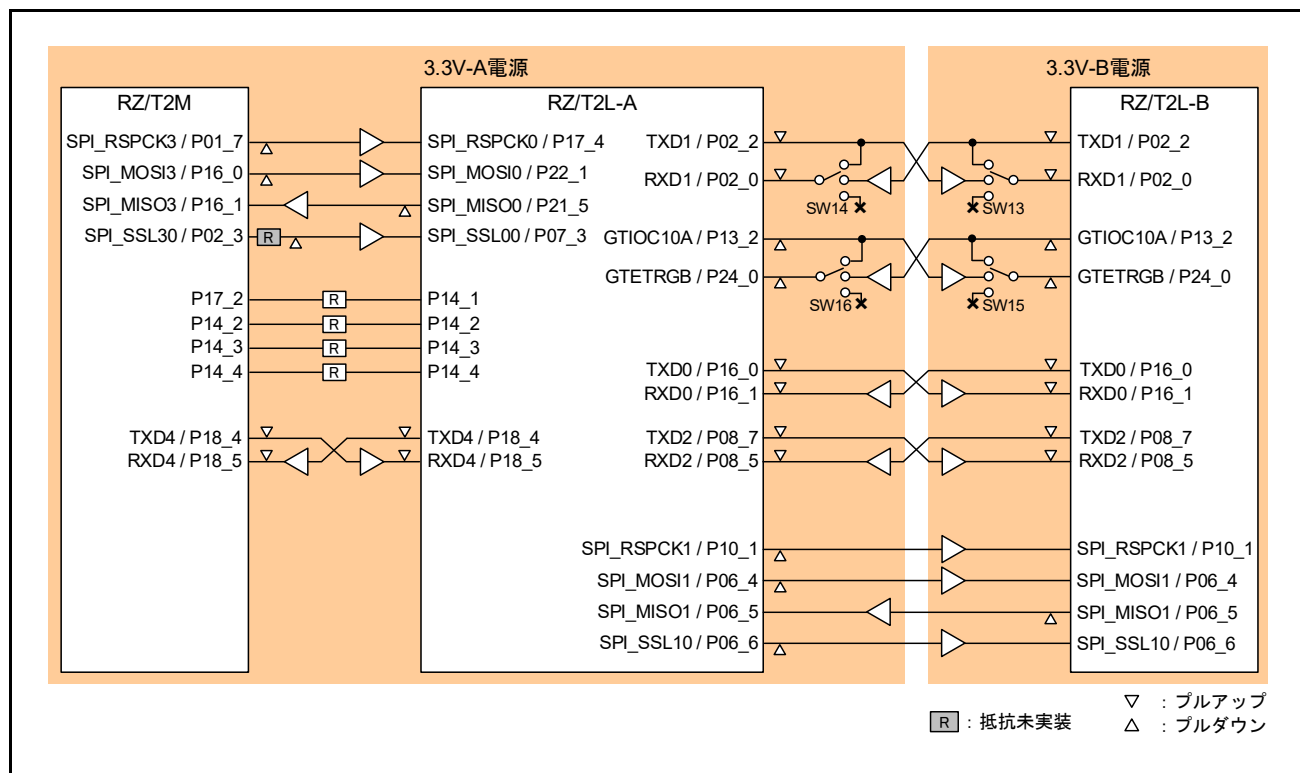 3.3V-A電源
3.3V-B電源
RZ/T2M
RZ/T2L-A
RZ/T2L-B
SPI_RSPCK3 / P01_7
SPI_RSPCK0 / P17_4
TXD1 / P02_2
TXD1 / P02_2
SPI_MOSI3 / P16_0
SPI_MOSI0 / P22_1
RXD1 / P02_0
RXD1 / P02_0
SPI_MISO3 / P16_1
SPI_MISO0 / P21_5
SW14
SW13
SPI_SSL30 / P02_3
R
SPI_SSL00 / P07_3
GTIOC10A / P13_2
GTIOC10A / P13_2
GTETRGB / P24_0
GTETRGB / P24_0
SW16
SW15
P17_2
R
P14_1
P14_2
R
P14_2
P14_3
R
P14_3
P14_4
R
P14_4
TXD0 / P16_0
TXD0 / P16_0
RXD0 / P16_1
RXD0 / P16_1
TXD4 / P18_4
TXD4 / P18_4
TXD2 / P08_7
TXD2 / P08_7
RXD4 / P18_5
RXD4 / P18_5
RXD2 / P08_5
RXD2 / P08_5
SPI_RSPCK1 / P10_1
SPI_RSPCK1 / P10_1
SPI_MOSI1 / P06_4
SPI_MOSI1 / P06_4
SPI_MISO1 / P06_5
SPI_MISO1 / P06_5
SPI_SSL10 / P06_6
SPI_SSL10 / P06_6
R : 抵抗未実装
▽ : プルアップ
△ : プルダウン